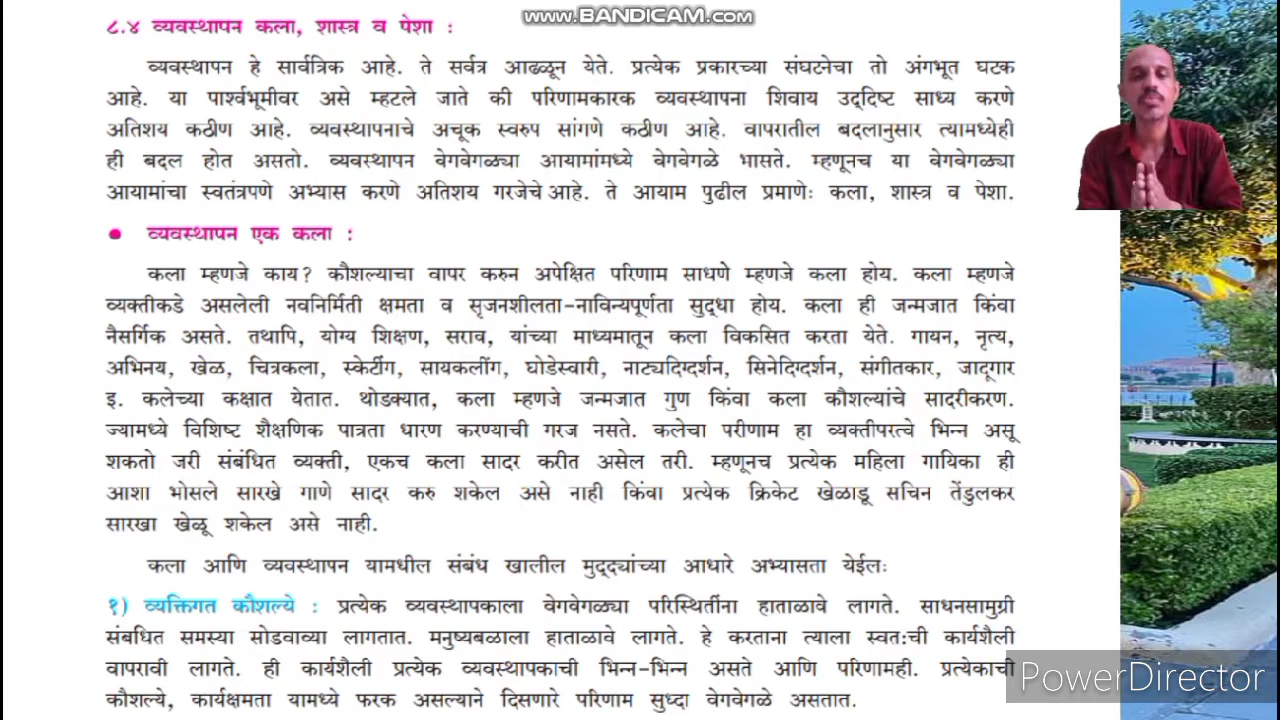 www.BANDICAM.com
८.४ व्यवस्थापन कला, शास्त्र व पेशा :
व्यवस्थापन हे सार्वत्रिक आहे. ते सर्वत्र आढळून येते. प्रत्येक प्रकारच्या संघटनेचा तो अंगभूत घटक
आहे. या पार्श्वभूमीवर असे म्हटले जाते की परिणामकारक व्यवस्थापना शिवाय उद्दिष्ट साध्य करणे
अतिशय कठीण आहे. व्यवस्थापनाचे अचूक स्वरुप सांगणे कठीण आहे. वापरातील बदलानुसार त्यामध्येही
ही बदल होत असतो. व्यवस्थापन वेगवेगळ्या आयामांमध्ये वेगवेगळे भासते. म्हणूनच या वेगवेगळ्या
आयामांचा स्वतंत्रपणे अभ्यास करणे अतिशय गरजेचे आहे. ते आयाम पुढील प्रमाणेः कला, शास्त्र व पेशा.
● व्यवस्थापन एक कला :
कला म्हणजे काय? कौशल्याचा वापर करुन अपेक्षित परिणाम साधणे म्हणजे कला होय. कला म्हणजे
व्यक्तीकडे असलेली नवनिर्मिती क्षमता व सृजनशीलता-नाविन्यपूर्णता सुद्धा होय. कला ही जन्मजात किंवा
नैसर्गिक असते. तथापि, योग्य शिक्षण, सराव, यांच्या माध्यमातून कला विकसित करता येते. गायन, नृत्य,
अभिनय, खेळ, चित्रकला, स्केटींग, सायकलींग, घोडेस्वारी, नाट्यदिग्दर्शन, सिनेदिग्दर्शन, संगीतकार, जादूगार
इ. कलेच्या कक्षात येतात. थोडक्यात, कला म्हणजे जन्मजात गुण किंवा कला कौशल्यांचे सादरीकरण.
ज्यामध्ये विशिष्ट शैक्षणिक पात्रता धारण करण्याची गरज नसते. कलेचा परीणाम हा व्यक्तीपरत्वे भिन्न असू
शकतो जरी संबंधित व्यक्ती, एकच कला सादर करीत असेल तरी. म्हणूनच प्रत्येक महिला गायिका ही
आशा भोसले सारखे गाणे सादर करु शकेल असे नाही किंवा प्रत्येक क्रिकेट खेळाडू सचिन तेंडुलकर
सारखा खेळू शकेल असे नाही.
कला आणि व्यवस्थापन यामधील संबंध खालील मुद्द्यांच्या आधारे अभ्यासता येईलः
१) व्यक्तिगत कौशल्ये : प्रत्येक व्यवस्थापकाला वेगवेगळ्या परिस्थितींना हाताळावे लागते. साधनसामुग्री
संबधित समस्या सोडवाव्या लागतात. मनुष्यबळाला हाताळावे लागते. हे करताना त्याला स्वत:ची कार्यशैली
वापरावी लागते. ही कार्यशैली प्रत्येक व्यवस्थापकाची भिन्न-भिन्न असते आणि परिणामही. प्रत्येकाची
कौशल्ये, कार्यक्षमता यामध्ये फरक असल्याने दिसणारे परिणाम सुध्दा वेगवेगळे असतात.
PowerDirector